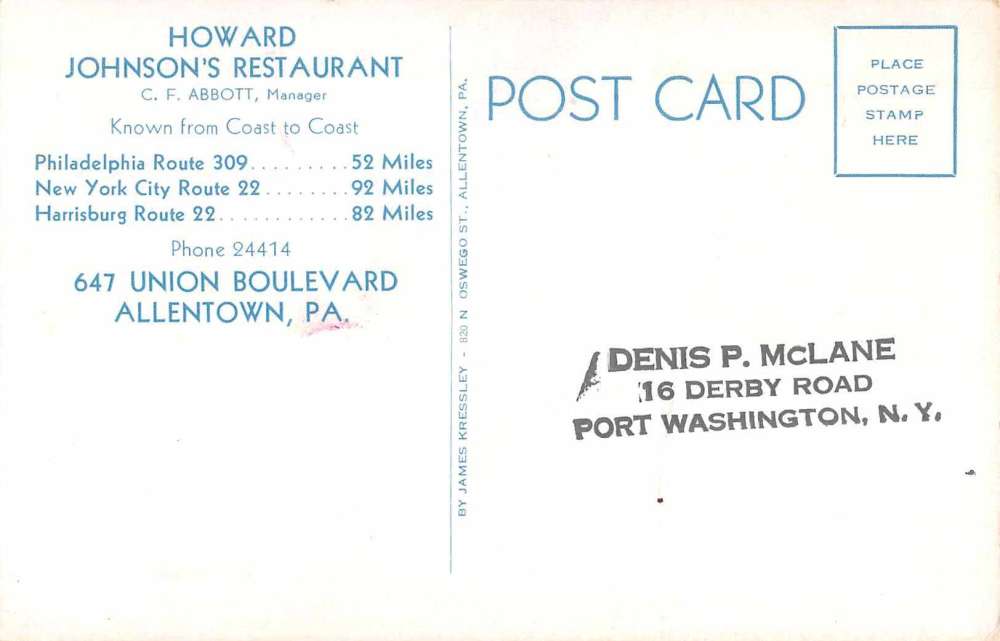 HOWARD
JOHNSON'S RESTAURANT
C. F. ABBOTT, Manager
Known from Coast to Coast
Philadelphia Route 309.........52 Miles
New York City Route 22........92 Miles
Harrisburg Route 22............82 Miles
Phone 24414
647 UNION BOULEVARD
ALLENTOWN, PA.
BY JAMES KRESSLEY - 820 N OSWEGO ST., ALLENTOWN, PA.
POST CARD
PLACE
POSTAGE
STAMP
HERE
DENIS P. McLANE
16 DERBY ROAD
PORT WASHINGTON, N. Y.